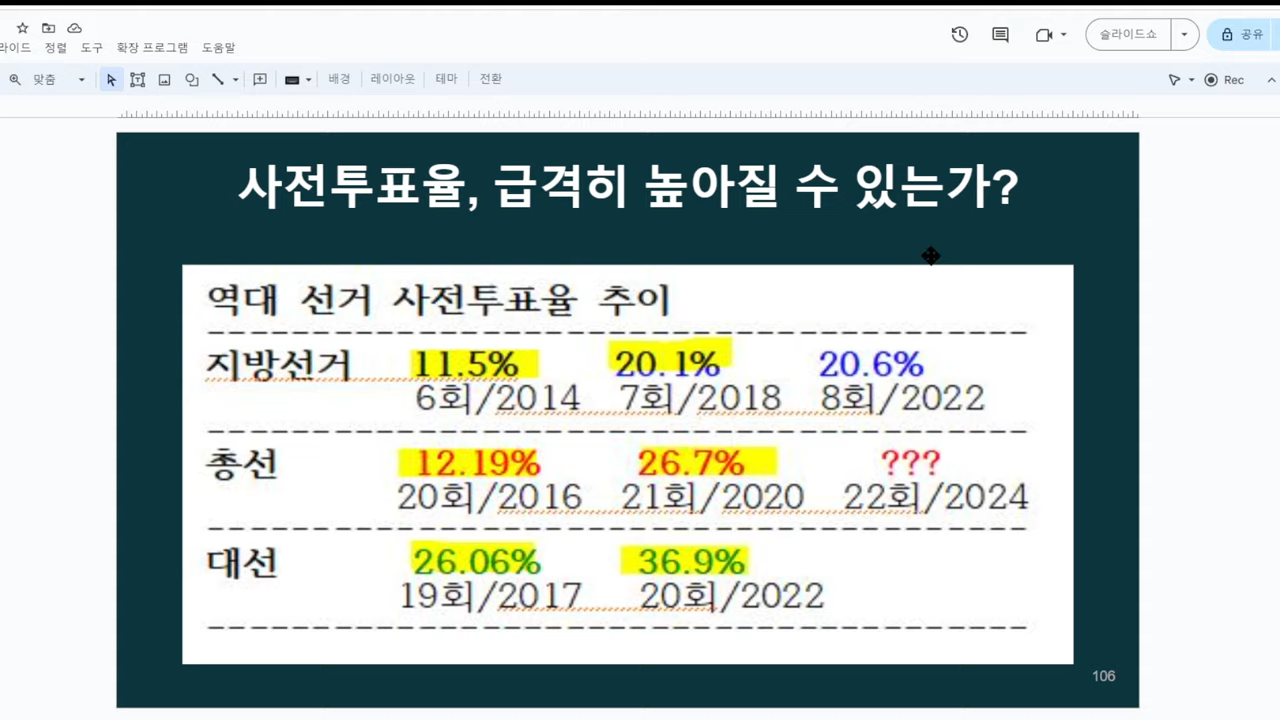 라이드 정렬 도구 확장 프로그램 도움말
슬라이드쇼 공유
맞춤 배경 레이아웃 테마 전환 Rec
사전투표율, 급격히 높아질 수 있는가?
역대 선거 사전투표율 추이
지방선거 11.5% 20.1% 20.6%
6회/2014 7회/2018 8회/2022
총선 12.19% 26.7% ???
20회/2016 21회/2020 22회/2024
대선 26.06% 36.9%
19회/2017 20회/2022
106